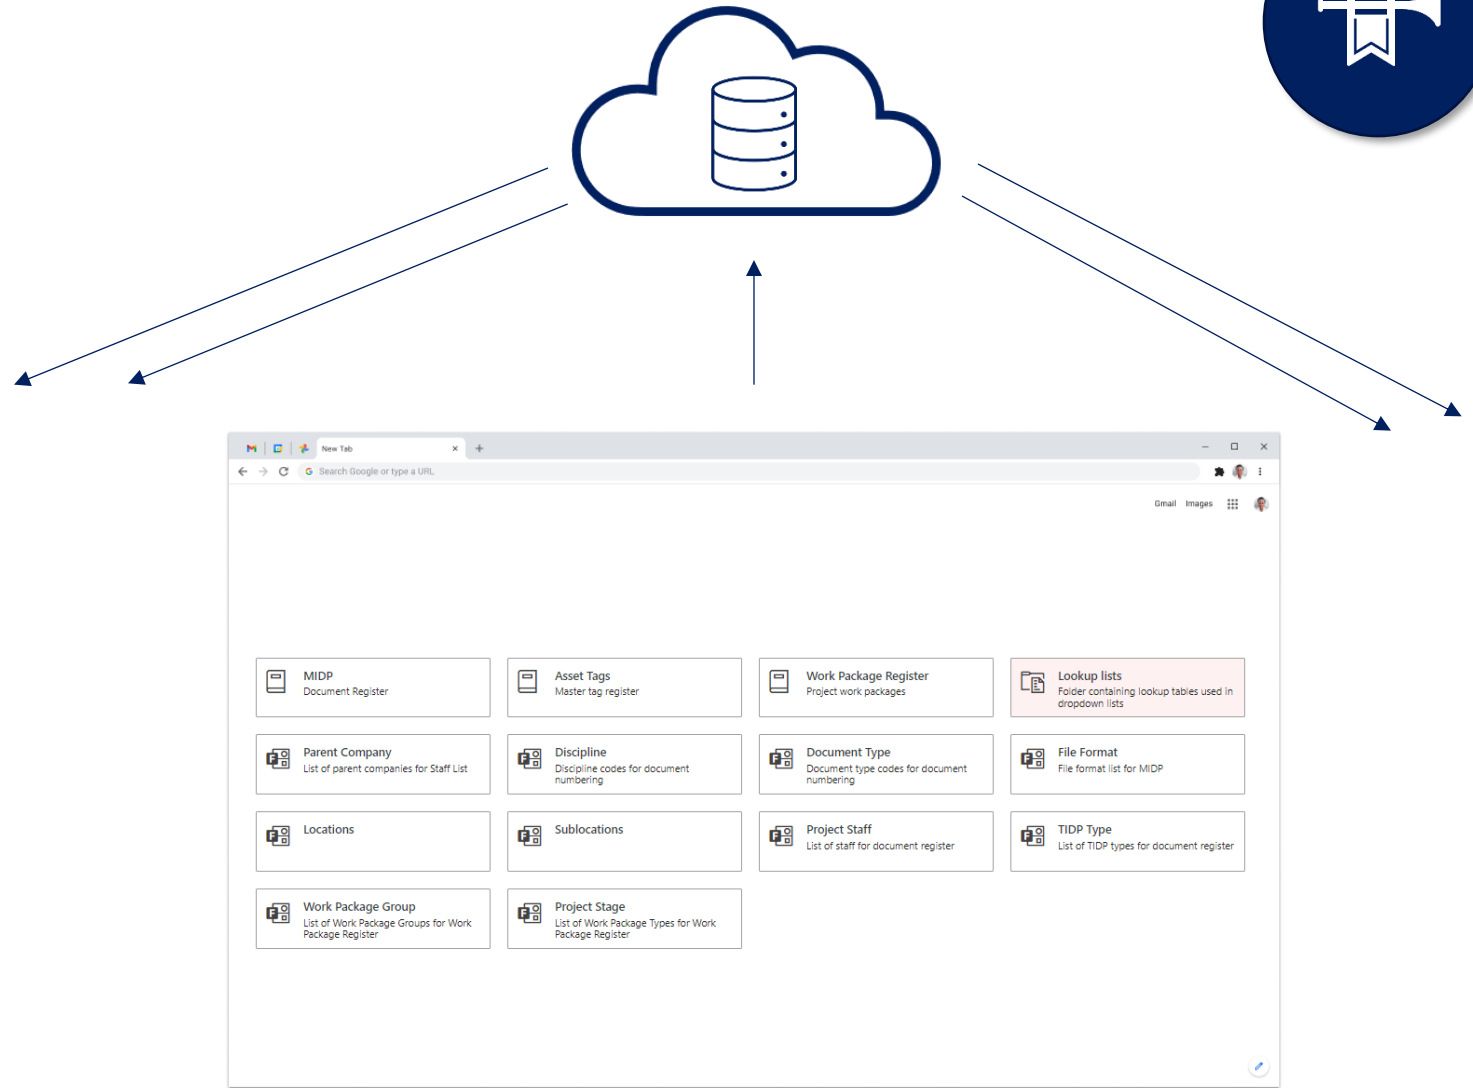 New Tab
Search Google or type a URL
Gmail Images
MIDP
Document Register
Asset Tags
Master tag register
Work Package Register
Project work packages
Lookup lists
Folder containing lookup tables used in
dropdown lists
Parent Company
List of parent companies for Staff List
Discipline
Discipline codes for document
numbering
Document Type
Document type codes for document
numbering
File Format
File format list for MIDP
Locations
Sublocations
Project Staff
List of staff for document register
TIDP Type
List of TIDP types for document register
Work Package Group
List of Work Package Groups for Work
Package Register
Project Stage
List of Work Package Types for Work
Package Register